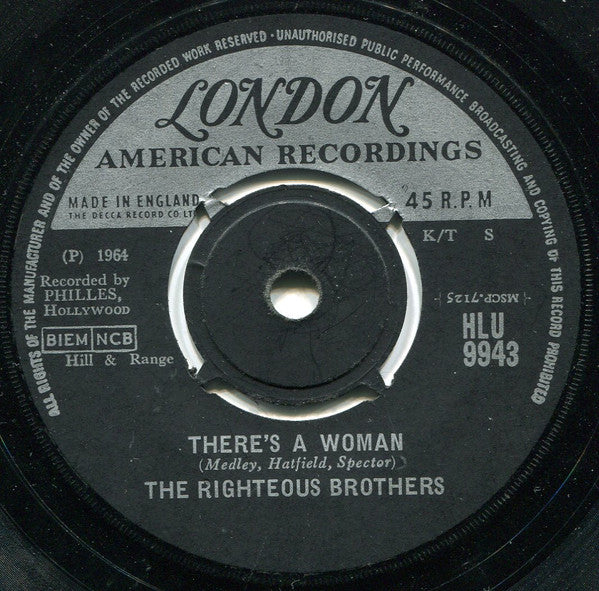 ALL RIGHTS OF THE MANUFACTURER AND OF THE OWNER OF THE RECORDED WORK RESERVED · UNAUTHORISED PUBLIC PERFORMANCE BROADCASTING AND COPYING OF THIS RECORD PROHIBITED
LONDON
AMERICAN RECORDINGS
MADE IN ENGLAND
THE DECCA RECORD CO LTD
45 R.P.M
K/T S
(P) 1964
Recorded by
PHILLES,
HOLLYWOOD
BIEM NCB
Hill & Range
MSCP.7125
HLU
9943
THERE'S A WOMAN
(Medley, Hatfield, Spector)
THE RIGHTEOUS BROTHERS